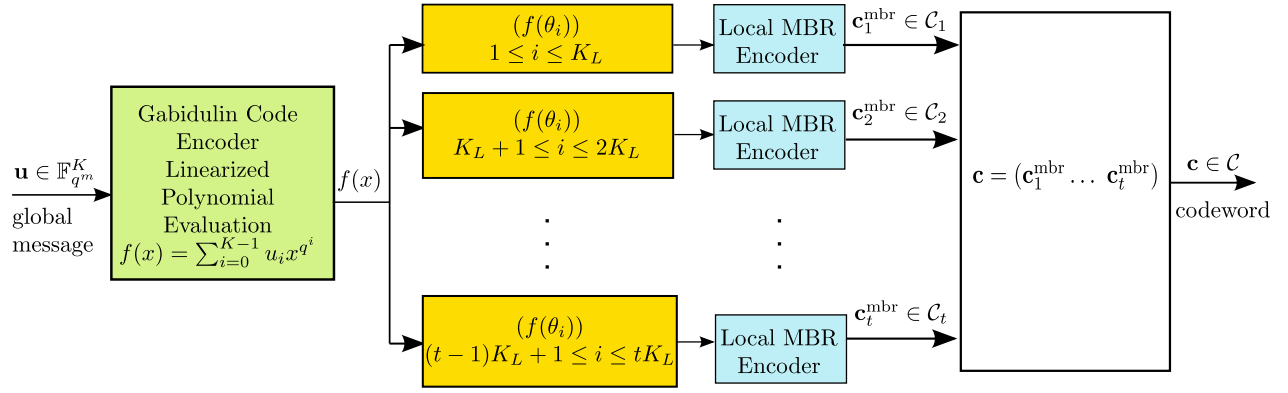 𝐮 ∈ 𝔽_{q^m}^K
global
message
Gabidulin Code
Encoder
Linearized
Polynomial
Evaluation
f(x) = ∑_{i=0}^{K−1} u_i x^{q^i}
f(x)
(f(θ_i))
1 ≤ i ≤ K_L
Local MBR
Encoder
𝐜_1^{mbr} ∈ 𝒞_1
(f(θ_i))
K_L + 1 ≤ i ≤ 2K_L
Local MBR
Encoder
𝐜_2^{mbr} ∈ 𝒞_2
(f(θ_i))
(t − 1)K_L + 1 ≤ i ≤ tK_L
Local MBR
Encoder
𝐜_t^{mbr} ∈ 𝒞_t
𝐜 = (𝐜_1^{mbr} … 𝐜_t^{mbr})
𝐜 ∈ 𝒞
codeword